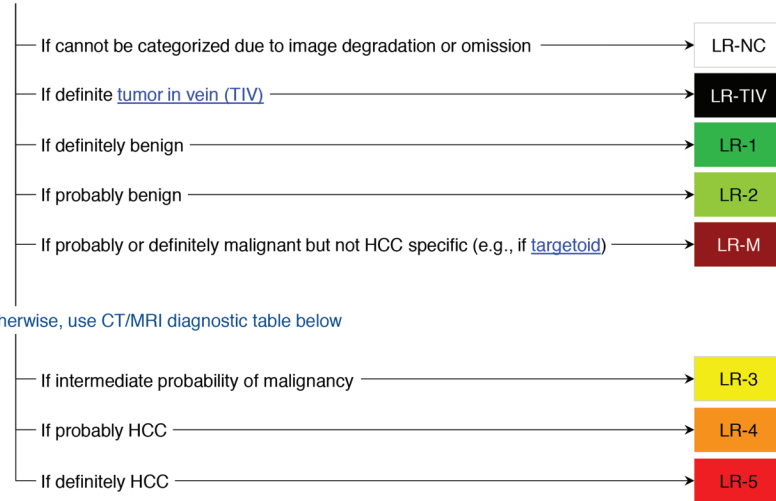 If cannot be categorized due to image degradation or omission LR-NC
If definite tumor in vein (TIV) LR-TIV
If definitely benign LR-1
If probably benign LR-2
If probably or definitely malignant but not HCC specific (e.g., if targetoid) LR-M
herwise, use CT/MRI diagnostic table below
If intermediate probability of malignancy LR-3
If probably HCC LR-4
If definitely HCC LR-5